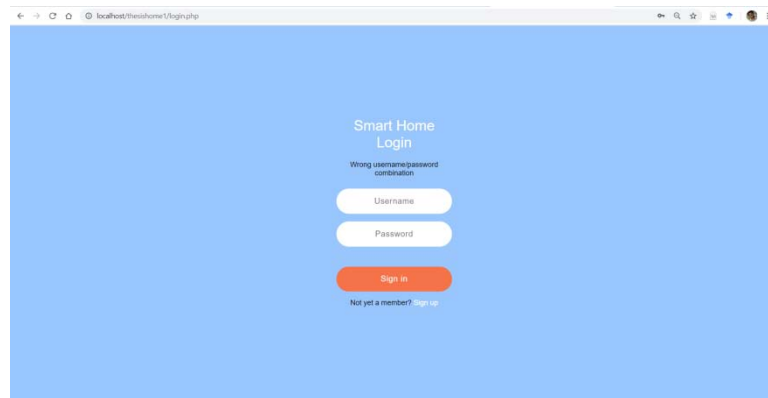 localhost/thesishome1/login.php
Smart Home
Login
Wrong username/password
combination
Username
Password
Sign in
Not yet a member? Sign up